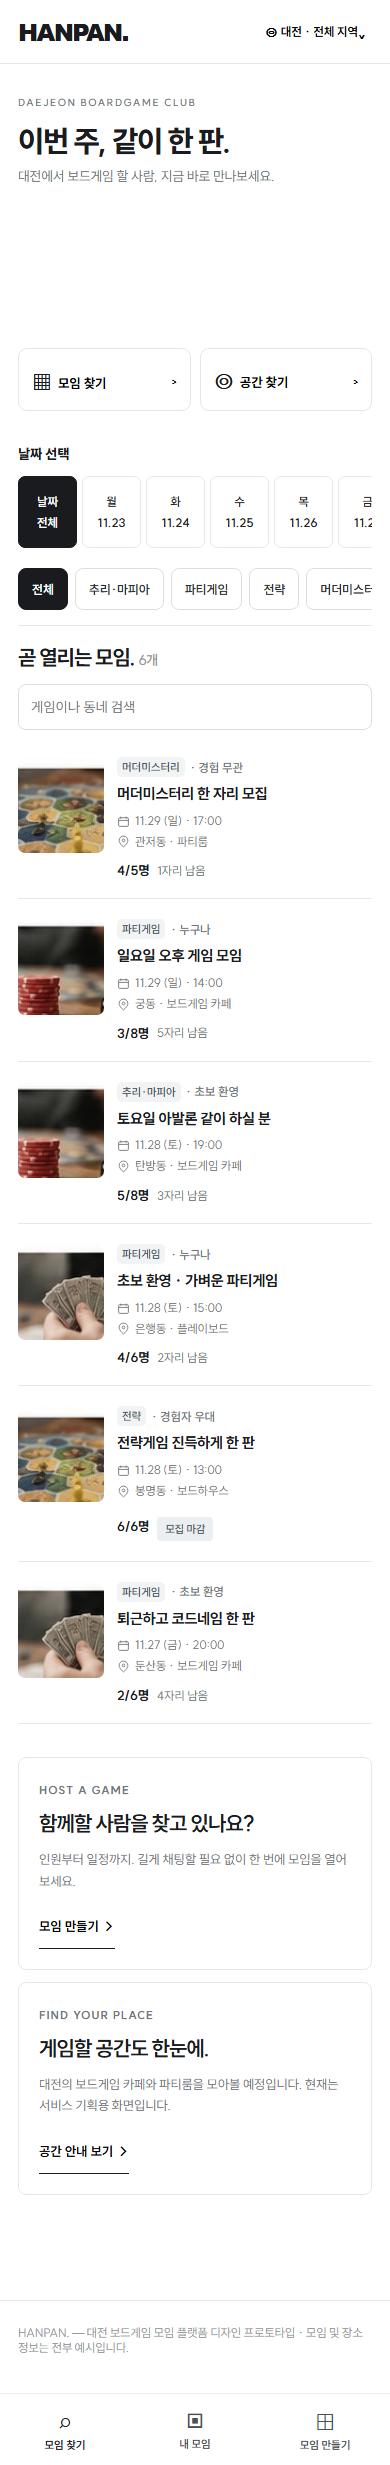 HANPAN.
대전 · 전체 지역
DAEJEON BOARDGAME CLUB
이번 주, 같이 한 판.
대전에서 보드게임 할 사람, 지금 바로 만나보세요.
모임 찾기 >
공간 찾기 >
날짜 선택
날짜 전체
월 11.23
화 11.24
수 11.25
목 11.26
금 11.2
전체
추리·마피아
파티게임
전략
머더미스터
곧 열리는 모임. 6개
게임이나 동네 검색
머더미스터리 · 경험 무관
머더미스터리 한 자리 모집
11.29 (일) · 17:00
관저동 · 파티룸
4/5명 1자리 남음
파티게임 · 누구나
일요일 오후 게임 모임
11.29 (일) · 14:00
궁동 · 보드게임 카페
3/8명 5자리 남음
추리·마피아 · 초보 환영
토요일 아발론 같이 하실 분
11.28 (토) · 19:00
탄방동 · 보드게임 카페
5/8명 3자리 남음
파티게임 · 누구나
초보 환영 · 가벼운 파티게임
11.28 (토) · 15:00
은행동 · 플레이보드
4/6명 2자리 남음
전략 · 경험자 우대
전략게임 진득하게 한 판
11.28 (토) · 13:00
봉명동 · 보드하우스
6/6명 모집 마감
파티게임 · 초보 환영
퇴근하고 코드네임 한 판
11.27 (금) · 20:00
둔산동 · 보드게임 카페
2/6명 4자리 남음
HOST A GAME
함께할 사람을 찾고 있나요?
인원부터 일정까지. 길게 채팅할 필요 없이 한 번에 모임을 열어
보세요.
모임 만들기
FIND YOUR PLACE
게임할 공간도 한눈에.
대전의 보드게임 카페와 파티룸을 모아볼 예정입니다. 현재는
서비스 기획용 화면입니다.
공간 안내 보기
HANPAN. — 대전 보드게임 모임 플랫폼 디자인 프로토타입 · 모임 및 장소
정보는 전부 예시입니다.
모임 찾기
내 모임
모임 만들기